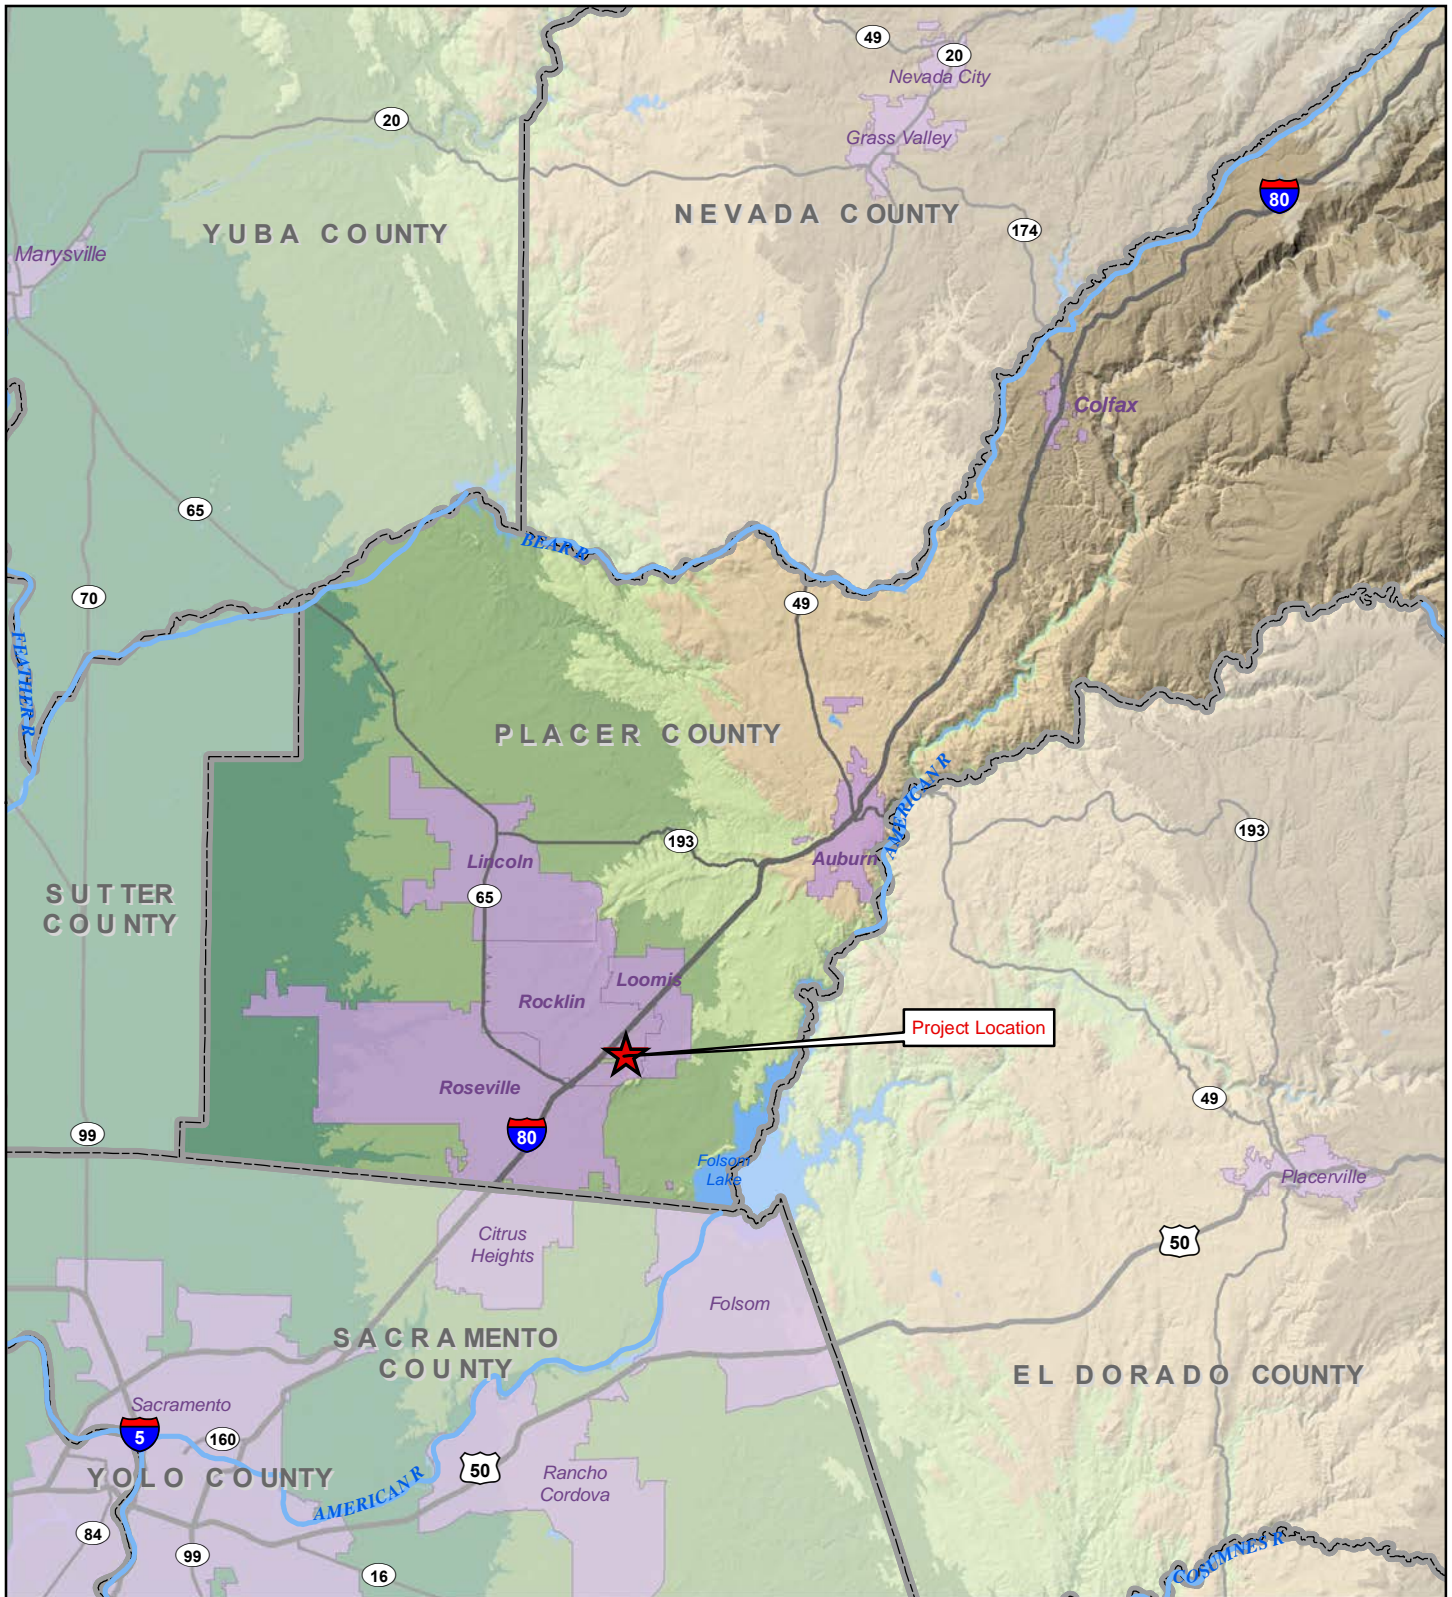 49
20
Nevada City
20
Grass Valley
80
YUBA COUNTY
NEVADA COUNTY
174
Marysville
Colfax
65
BEAR R
70
49
FEATHER R
PLACER COUNTY
AMERICAN R
193
193
Lincoln
Auburn
65
SUTTER
COUNTY
Loomis
Rocklin
Project Location
Roseville
49
99
80
Folsom
Lake
Placerville
Citrus
Heights
50
Folsom
SACRAMENTO
COUNTY
EL DORADO COUNTY
Sacramento
5
160
YOLO COUNTY
50
Rancho
Cordova
AMERICAN R
84
99
16
COSUMNES R